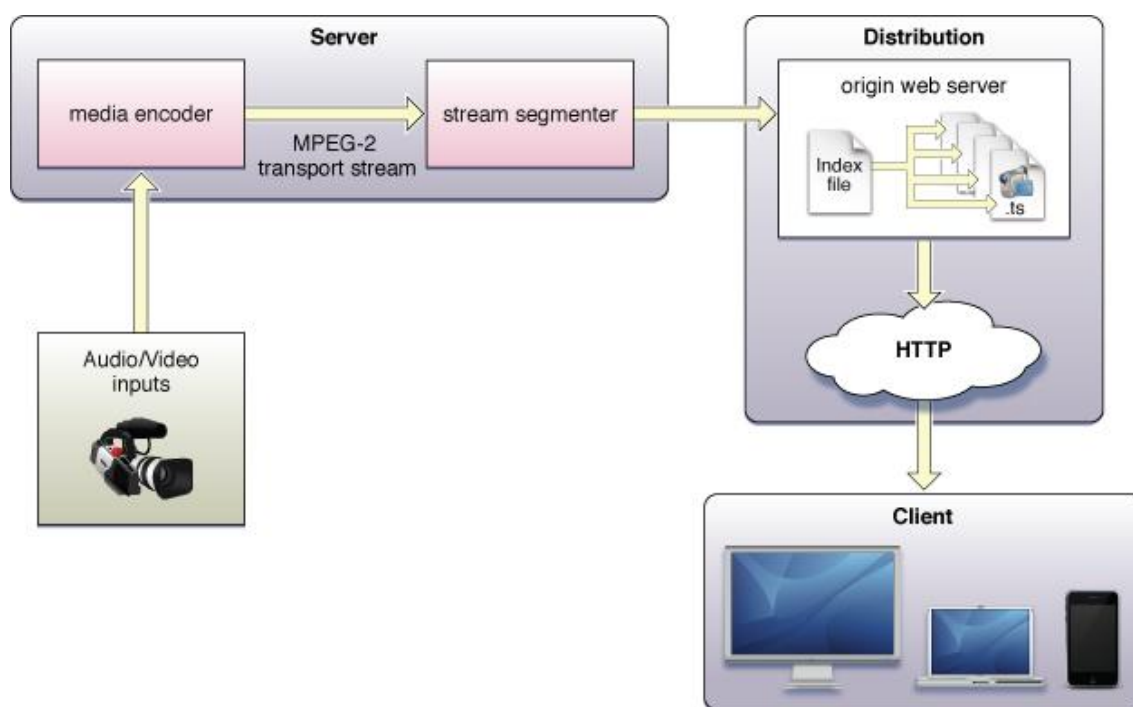 Server
media encoder
MPEG-2
transport stream
stream segmenter
Distribution
origin web server
Index
file
.ts
HTTP
Audio/Video
inputs
Client